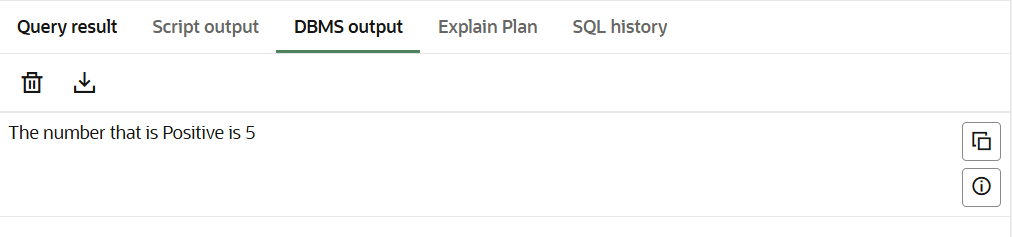 Query result Script output DBMS output Explain Plan SQL history
The number that is Positive is 5